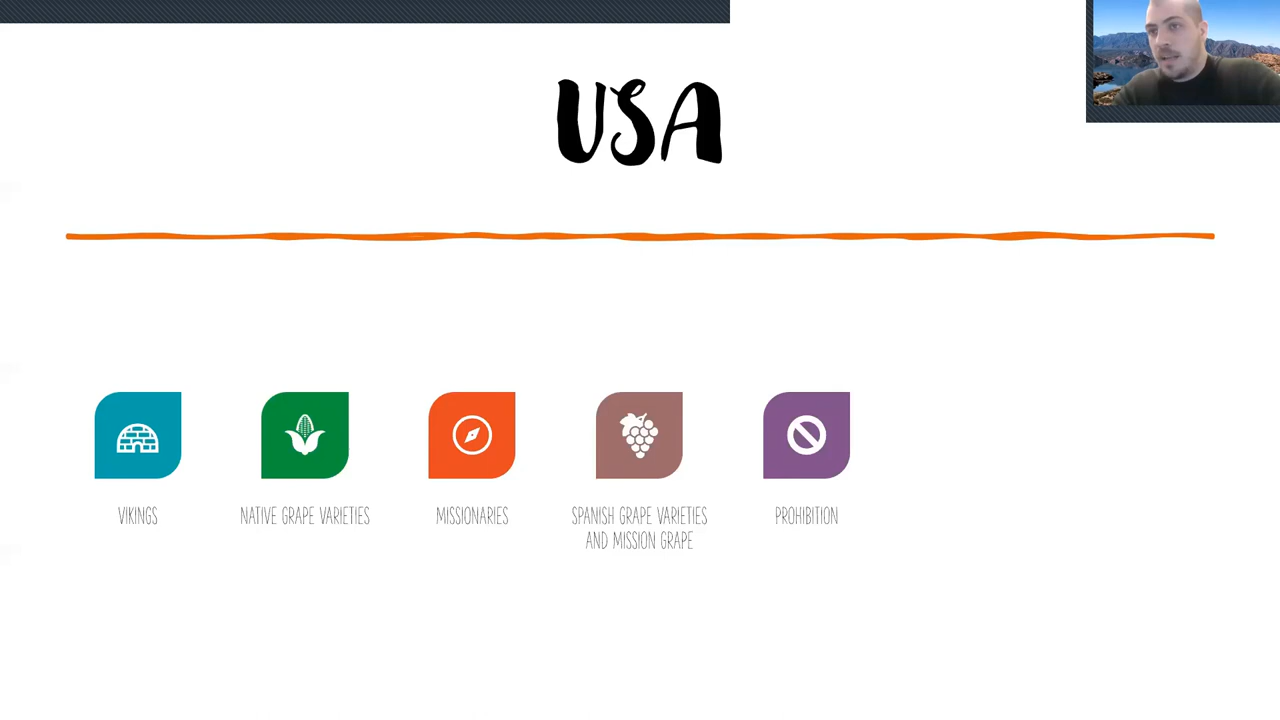 USA
VIKINGS
NATIVE GRAPE VARIETIES
MISSIONARIES
SPANISH GRAPE VARIETIES
AND MISSION GRAPE
PROHIBITION